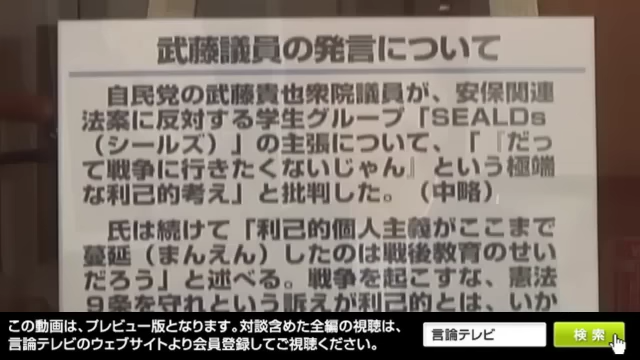 武藤議員の発言について
自民党の武藤貴也衆院議員が、安保関連
法案に反対する学生グループ「SEALDs
（シールズ）」の主張について、「『だっ
て戦争に行きたくないじゃん』という極端
な利己的考え」と批判した。（中略）
氏は続けて「利己的個人主義がここまで
蔓延（まんえん）したのは戦後教育のせい
だろう」と述べる。戦争を起こすな、憲法
９条を守れという訴えが利己的とは、いか
この動画は、プレビュー版となります。対談含めた全編の視聴は、
言論テレビのウェブサイトより会員登録してご視聴ください。
言論テレビ
検索